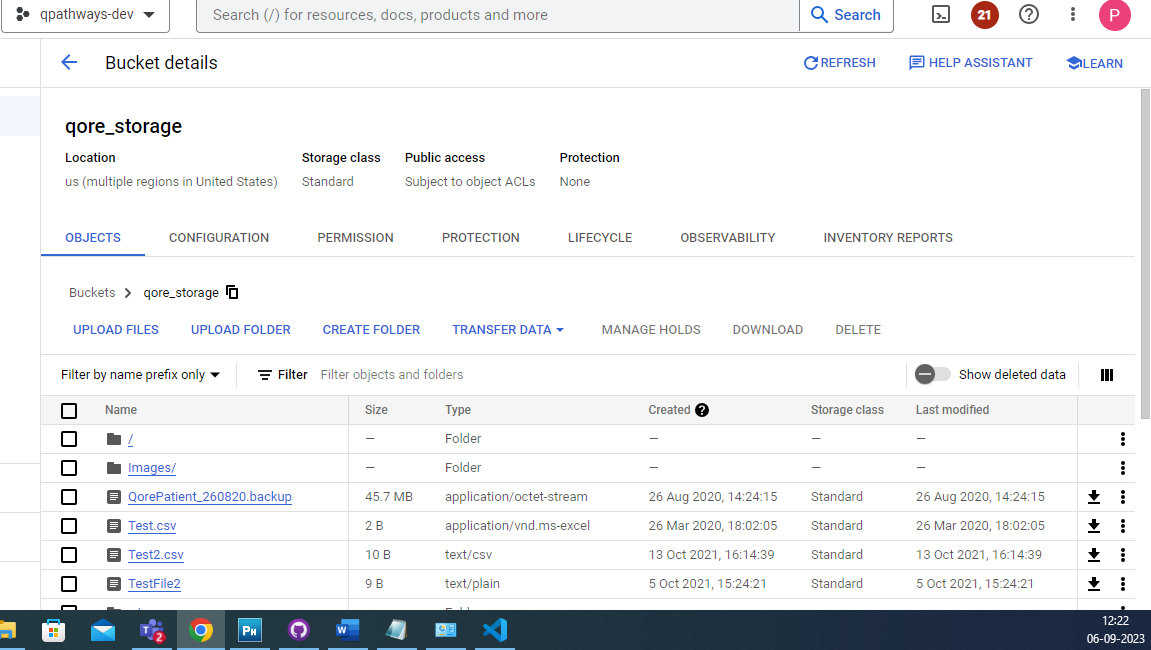 qpathways-dev
Search (/) for resources, docs, products and more
Search
21
P
Bucket details
REFRESH
HELP ASSISTANT
LEARN
qore_storage
Location Storage class Public access Protection
us (multiple regions in United States) Standard Subject to object ACLs None
OBJECTS CONFIGURATION PERMISSION PROTECTION LIFECYCLE OBSERVABILITY INVENTORY REPORTS
Buckets > qore_storage
UPLOAD FILES UPLOAD FOLDER CREATE FOLDER TRANSFER DATA MANAGE HOLDS DOWNLOAD DELETE
Filter by name prefix only Filter Filter objects and folders Show deleted data
Name Size Type Created Storage class Last modified
/ — Folder — — —
Images/ — Folder — — —
QorePatient_260820.backup 45.7 MB application/octet-stream 26 Aug 2020, 14:24:15 Standard 26 Aug 2020, 14:24:15
Test.csv 2 B application/vnd.ms-excel 26 Mar 2020, 18:02:05 Standard 26 Mar 2020, 18:02:05
Test2.csv 10 B text/csv 13 Oct 2021, 16:14:39 Standard 13 Oct 2021, 16:14:39
TestFile2 9 B text/plain 5 Oct 2021, 15:24:21 Standard 5 Oct 2021, 15:24:21
2
Ph
W
12:22
06-09-2023